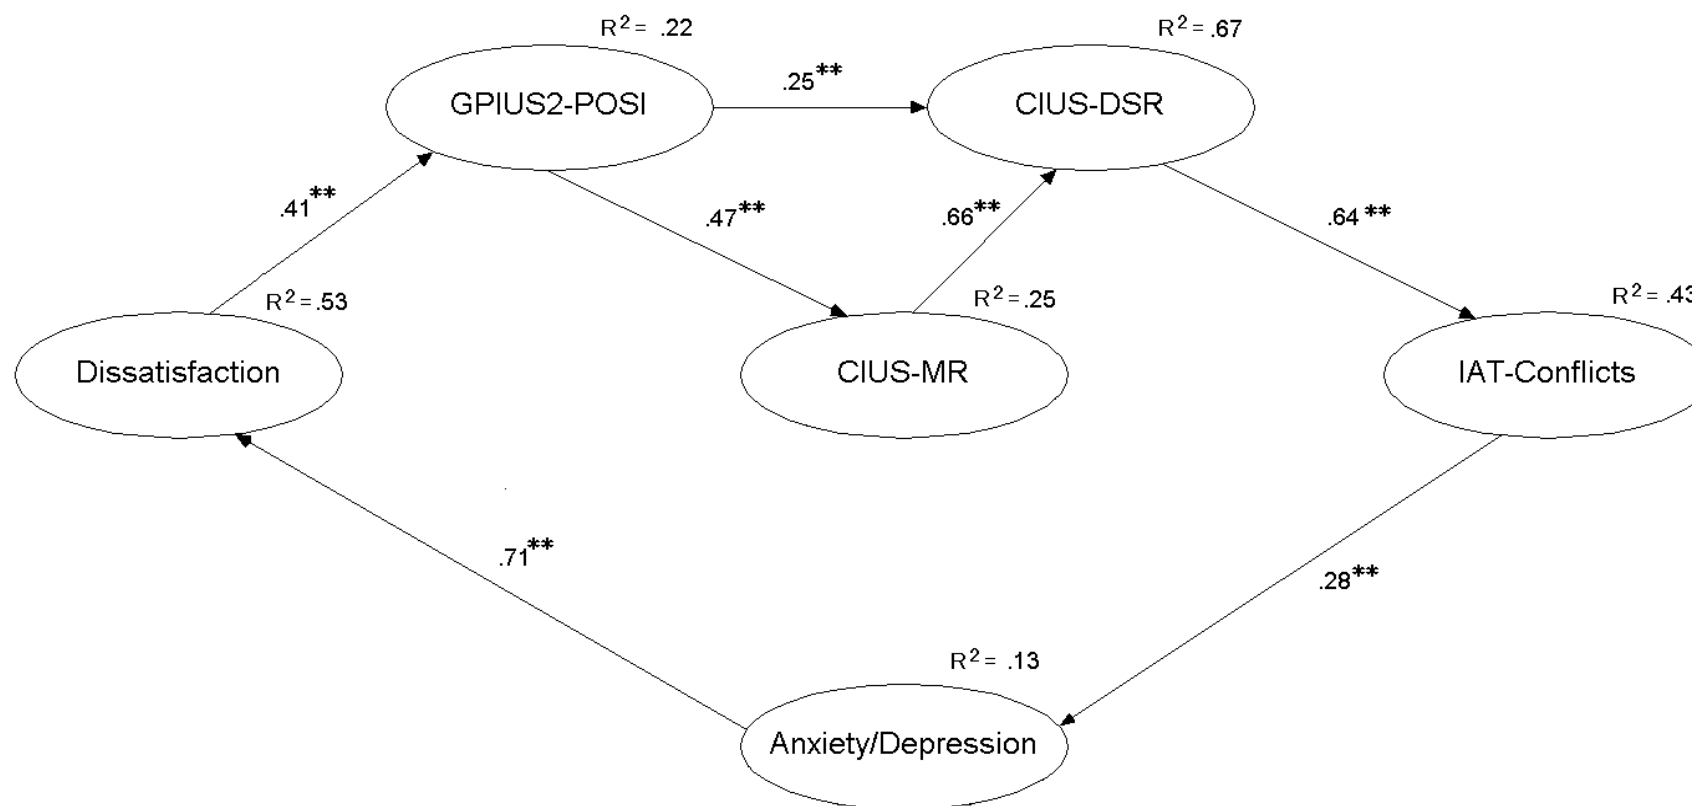 R² = .22
R² = .67
GPIUS2-POSI
.25**
CIUS-DSR
.41**
.47**
.66**
.64**
R² = .53
R² = .25
R² = .43
Dissatisfaction
CIUS-MR
IAT-Conflicts
.71**
.28**
R² = .13
Anxiety/Depression